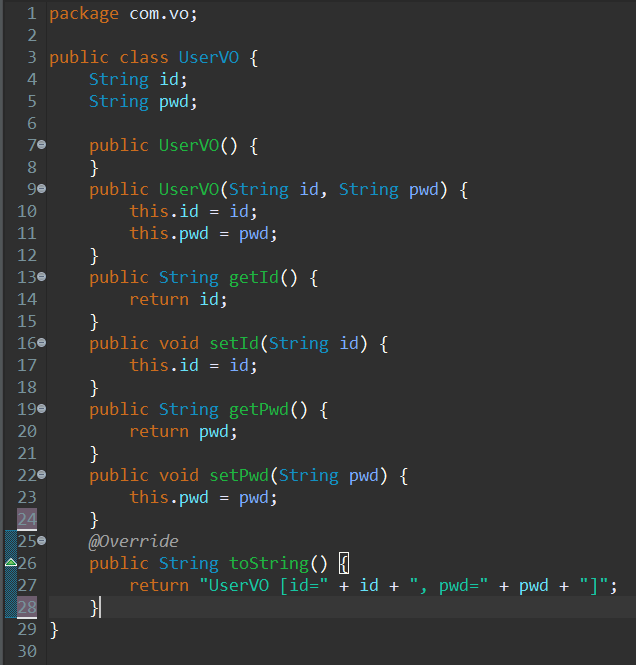 1 package com.vo;
2
3 public class UserVO {
4     String id;
5     String pwd;
6
7     public UserVO() {
8     }
9     public UserVO(String id, String pwd) {
10         this.id = id;
11         this.pwd = pwd;
12     }
13     public String getId() {
14         return id;
15     }
16     public void setId(String id) {
17         this.id = id;
18     }
19     public String getPwd() {
20         return pwd;
21     }
22     public void setPwd(String pwd) {
23         this.pwd = pwd;
24     }
25     @Override
26     public String toString() {
27         return "UserVO [id=" + id + ", pwd=" + pwd + "]";
28     }
29 }
30